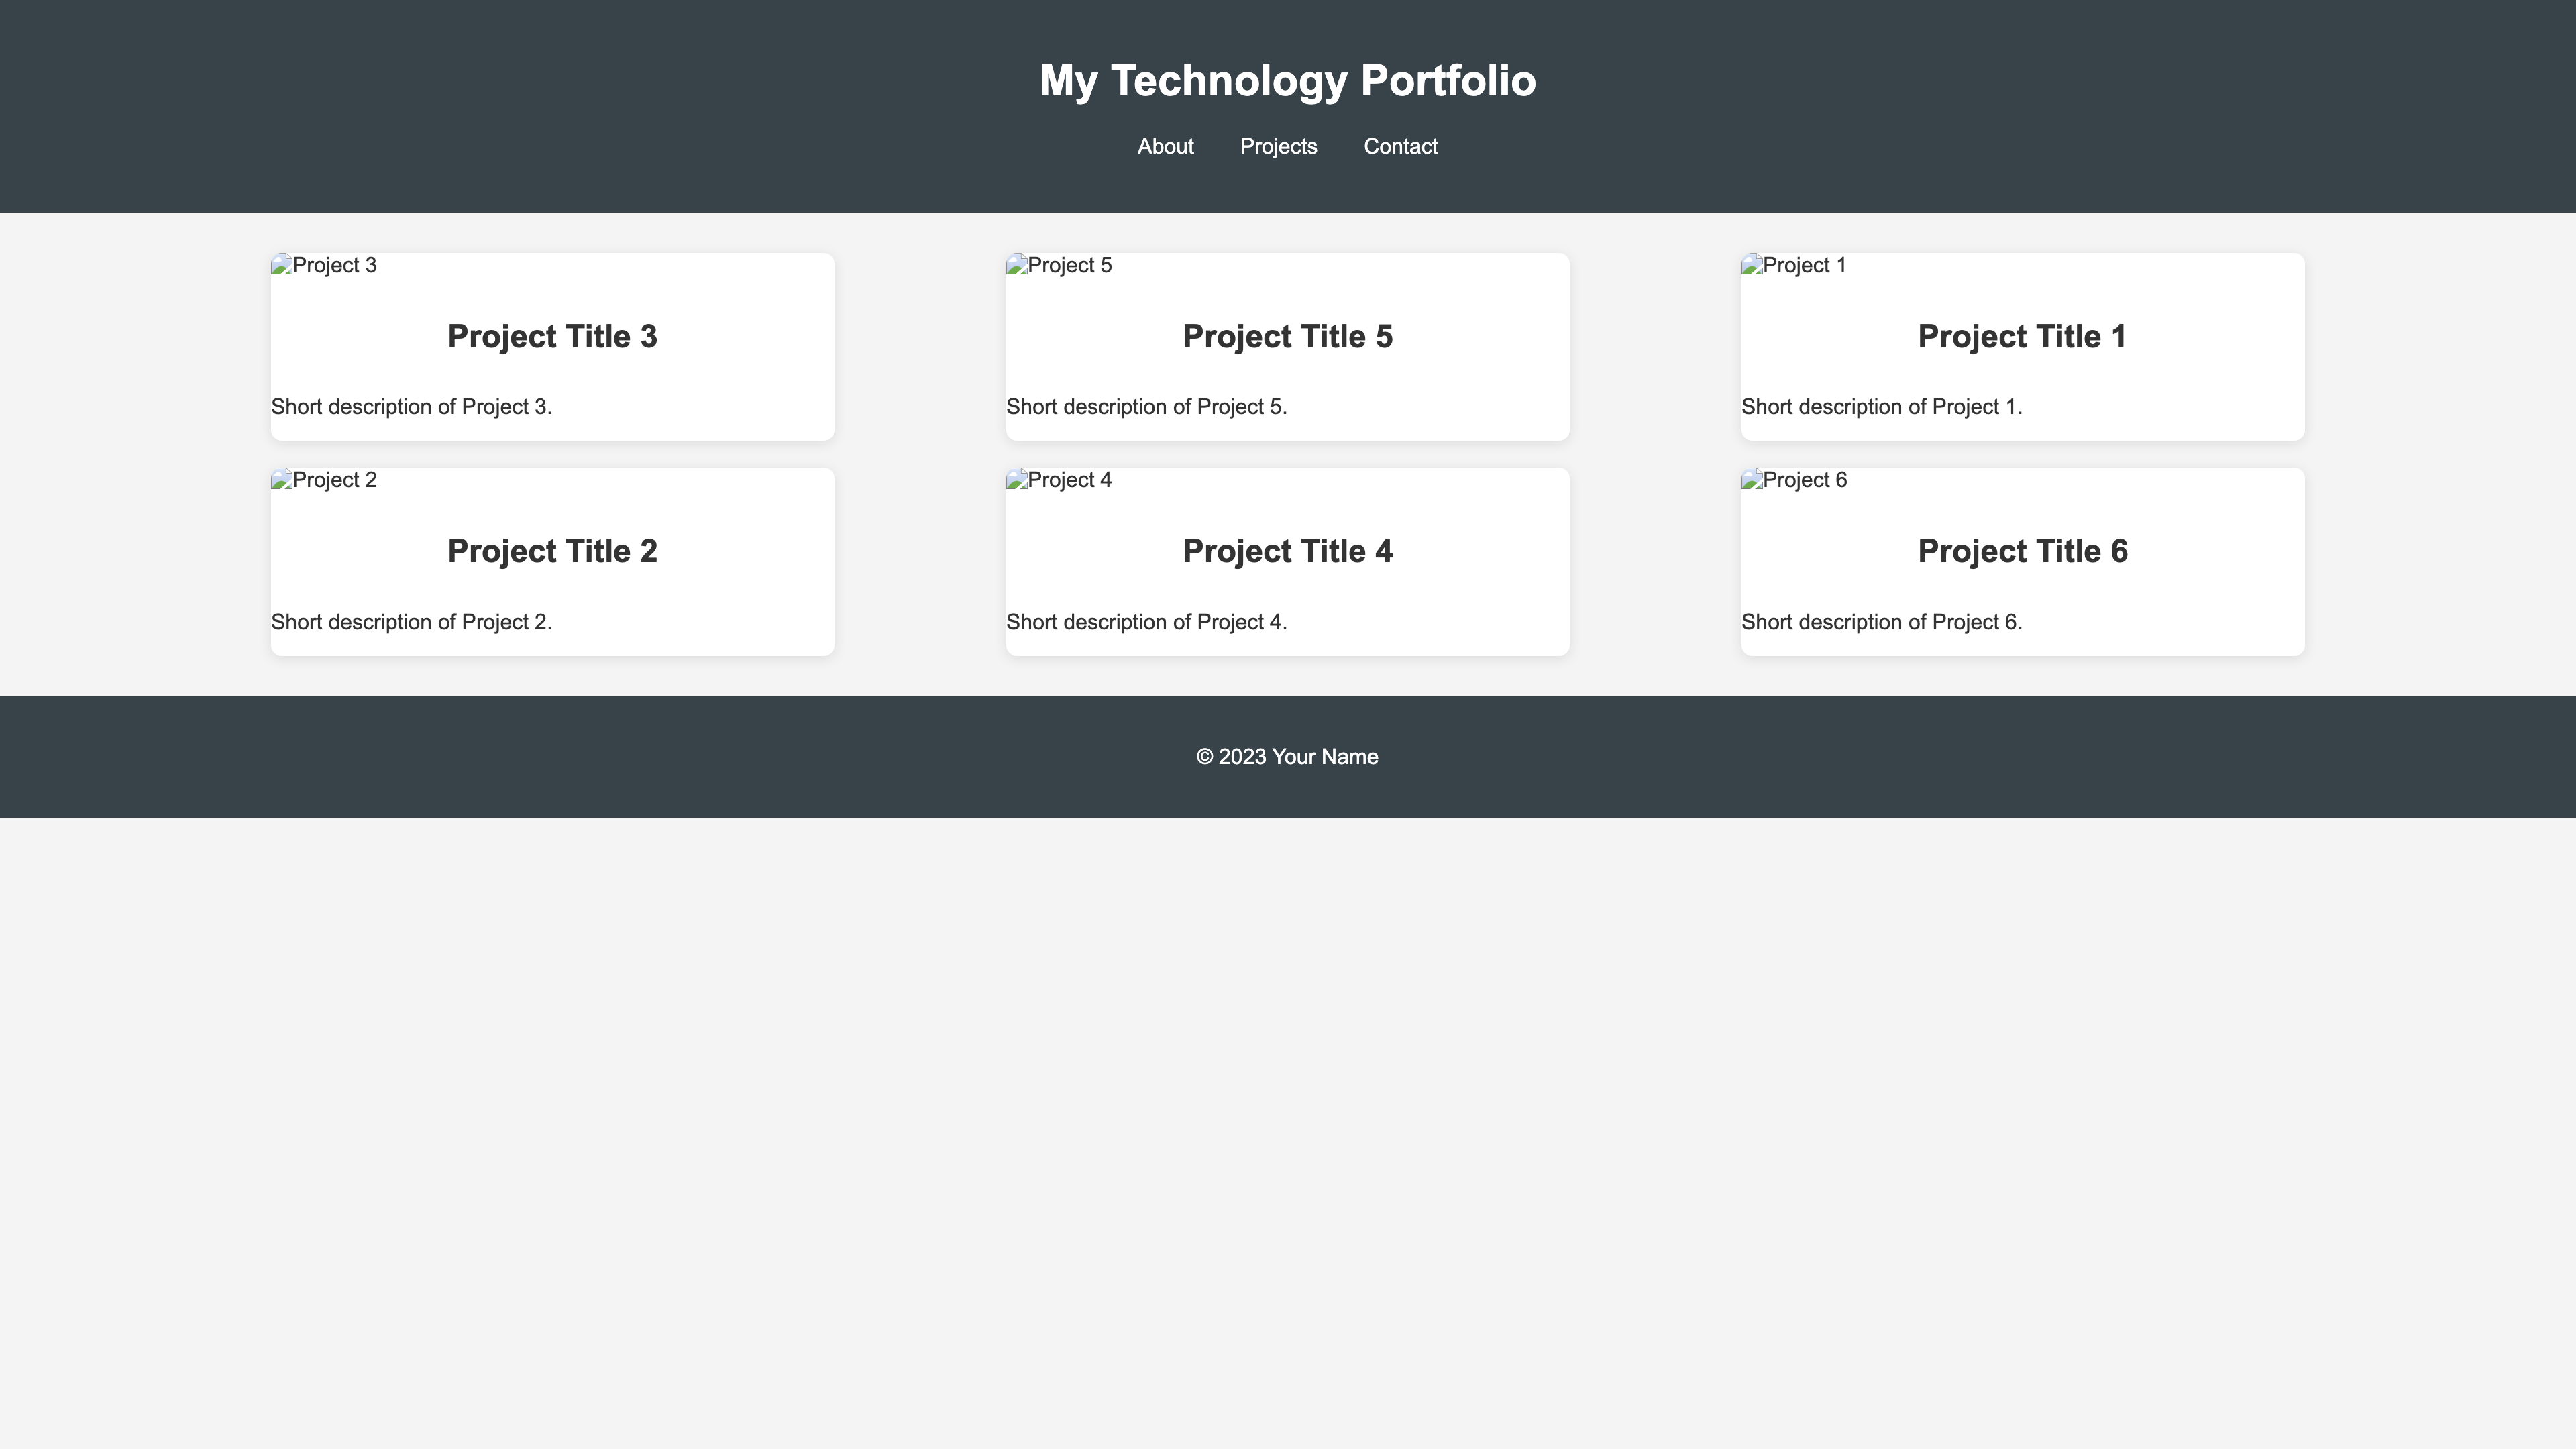 My Technology Portfolio
About Projects Contact
Project 3
Project Title 3
Short description of Project 3.
Project 5
Project Title 5
Short description of Project 5.
Project 1
Project Title 1
Short description of Project 1.
Project 2
Project Title 2
Short description of Project 2.
Project 4
Project Title 4
Short description of Project 4.
Project 6
Project Title 6
Short description of Project 6.
© 2023 Your Name